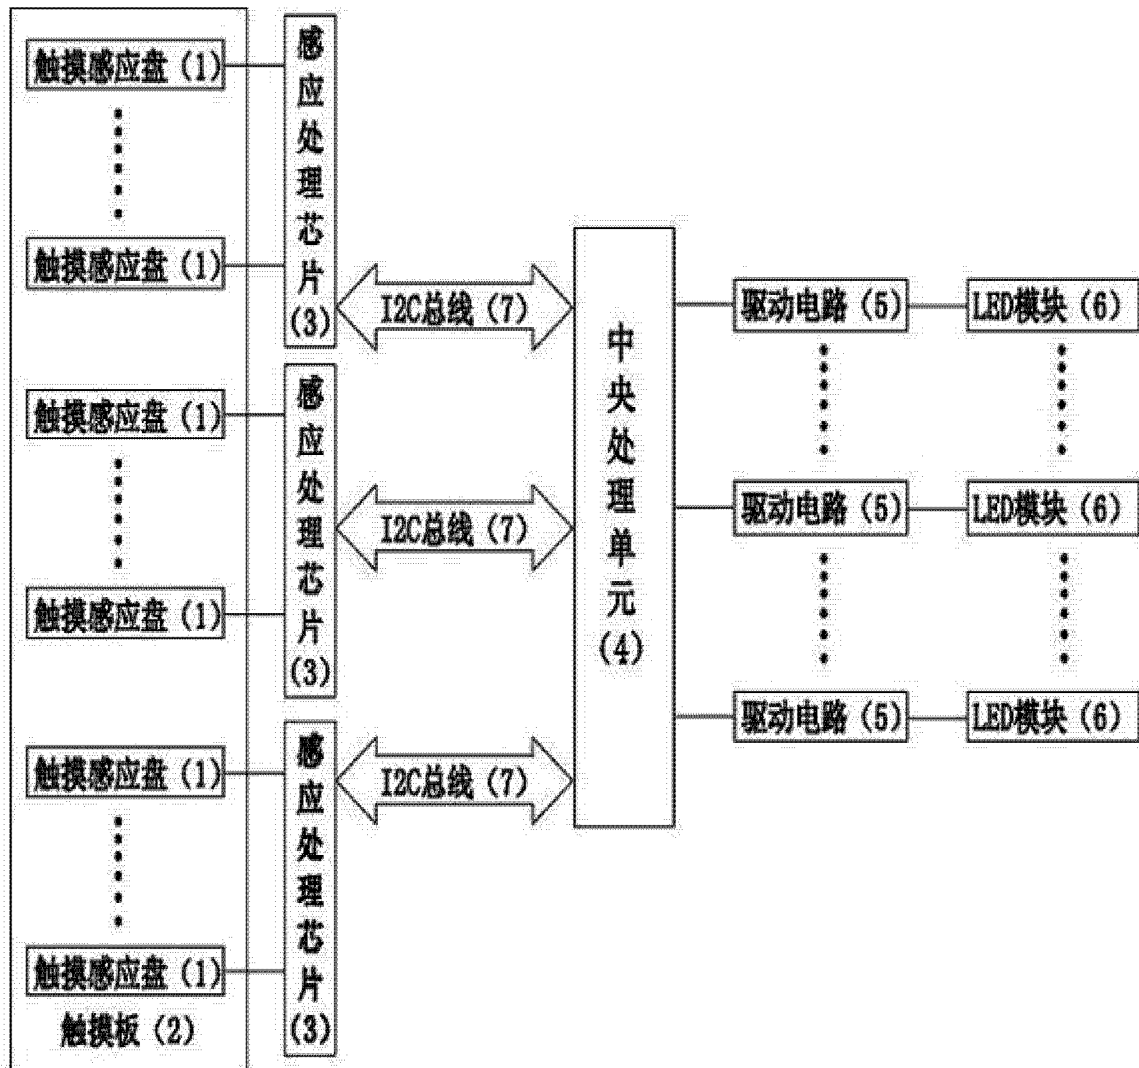 触摸感应盘（1）
触摸感应盘（1）
触摸感应盘（1）
触摸感应盘（1）
触摸感应盘（1）
触摸感应盘（1）
触摸板（2）
感应处理芯片(3)
感应处理芯片(3)
感应处理芯片(3)
I2C总线（7）
I2C总线（7）
I2C总线（7）
中央处理单元(4)
驱动电路（5）
驱动电路（5）
驱动电路（5）
LED模块（6）
LED模块（6）
LED模块（6）